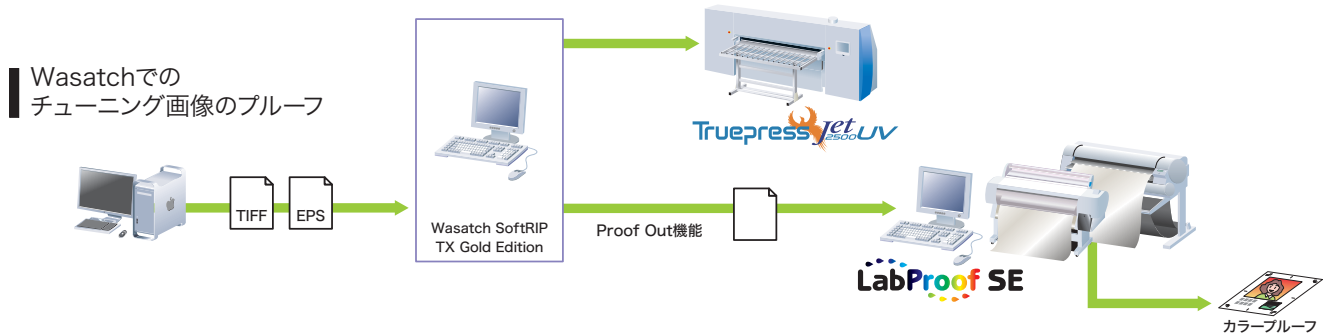 Wasatchでの
チューニング画像のプルーフ
TIFF
EPS
Wasatch SoftRIP
TX Gold Edition
Truepress Jet 2500UV
Proof Out機能
LabProof SE
カラープルーフ